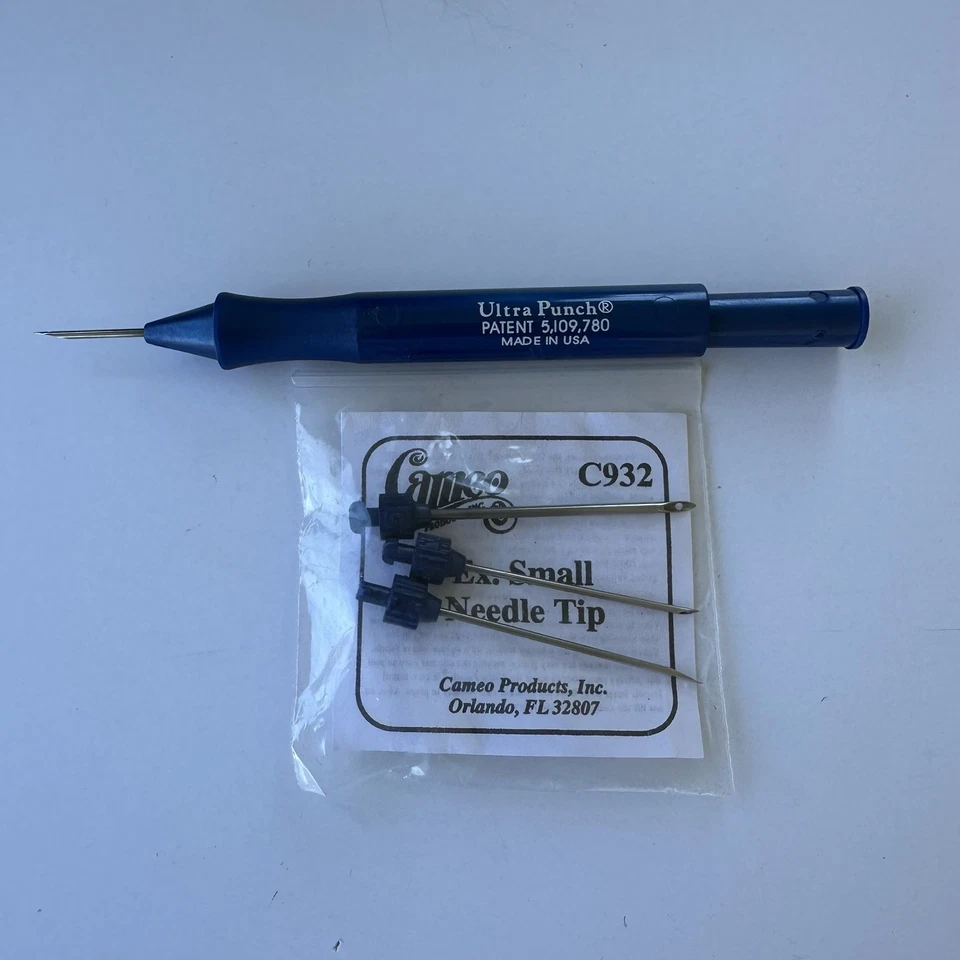 Ultra Punch®
PATENT 5,109,780
MADE IN USA
Cameo
C932
Ex. Small
Needle Tip
Cameo Products, Inc.
Orlando, FL 32807